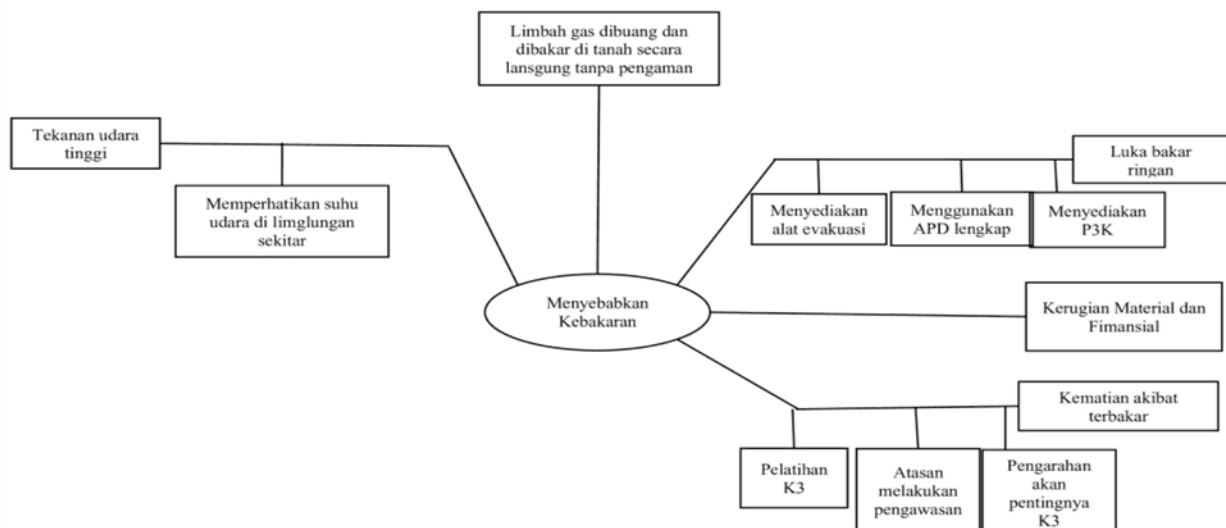 Limbah gas dibuang dan
dibakar di tanah secara
lansgung tanpa pengaman
Tekanan udara
tinggi
Memperhatikan suhu
udara di limglungan
sekitar
Luka bakar
ringan
Menyediakan
alat evakuasi
Menggunakan
APD lengkap
Menyediakan
P3K
Menyebabkan
Kebakaran
Kerugian Material dan
Fimansial
Kematian akibat
terbakar
Pelatihan
K3
Atasan
melakukan
pengawasan
Pengarahan
akan
pentingnya
K3